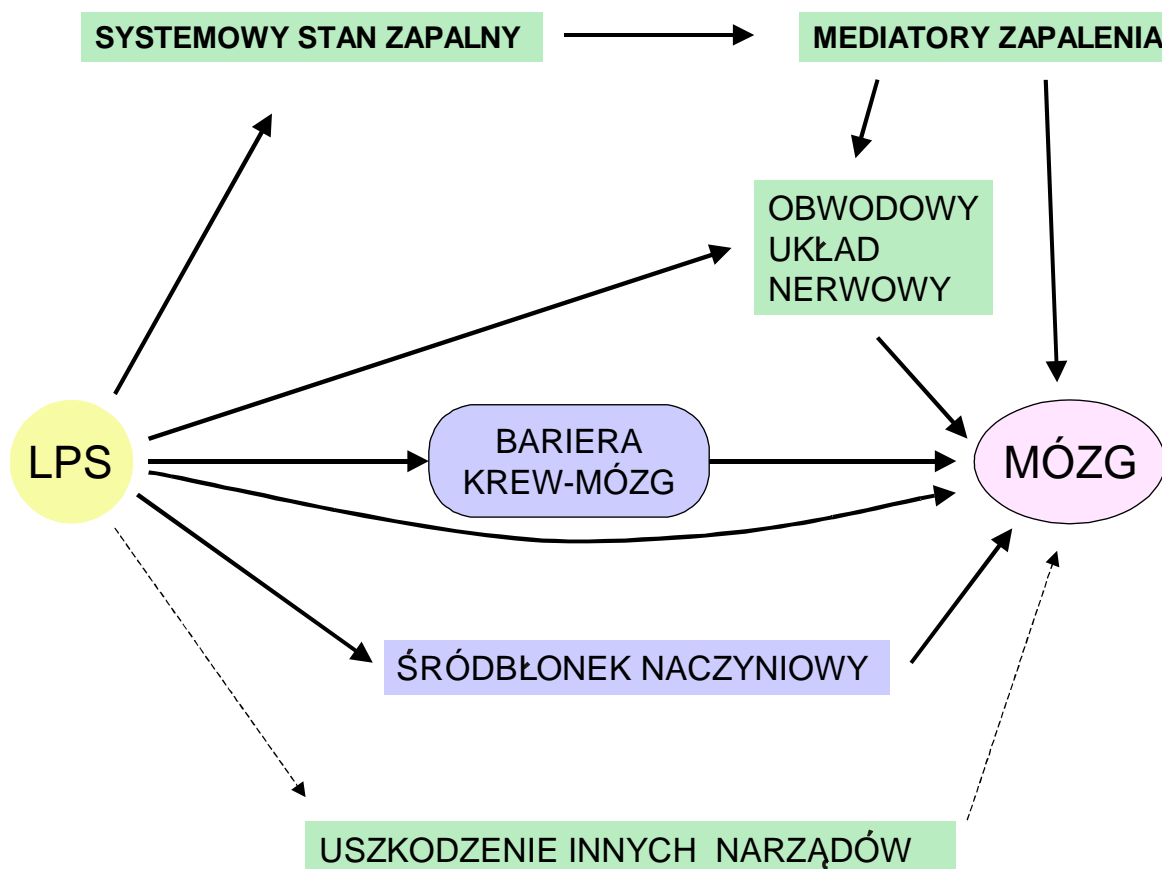 SYSTEMOWY STAN ZAPALNY
MEDIATORY ZAPALENIA
OBWODOWY
UKŁAD
NERWOWY
LPS
BARIERA
KREW-MÓZG
MÓZG
ŚRÓDBŁONEK NACZYNIOWY
USZKODZENIE INNYCH NARZĄDÓW